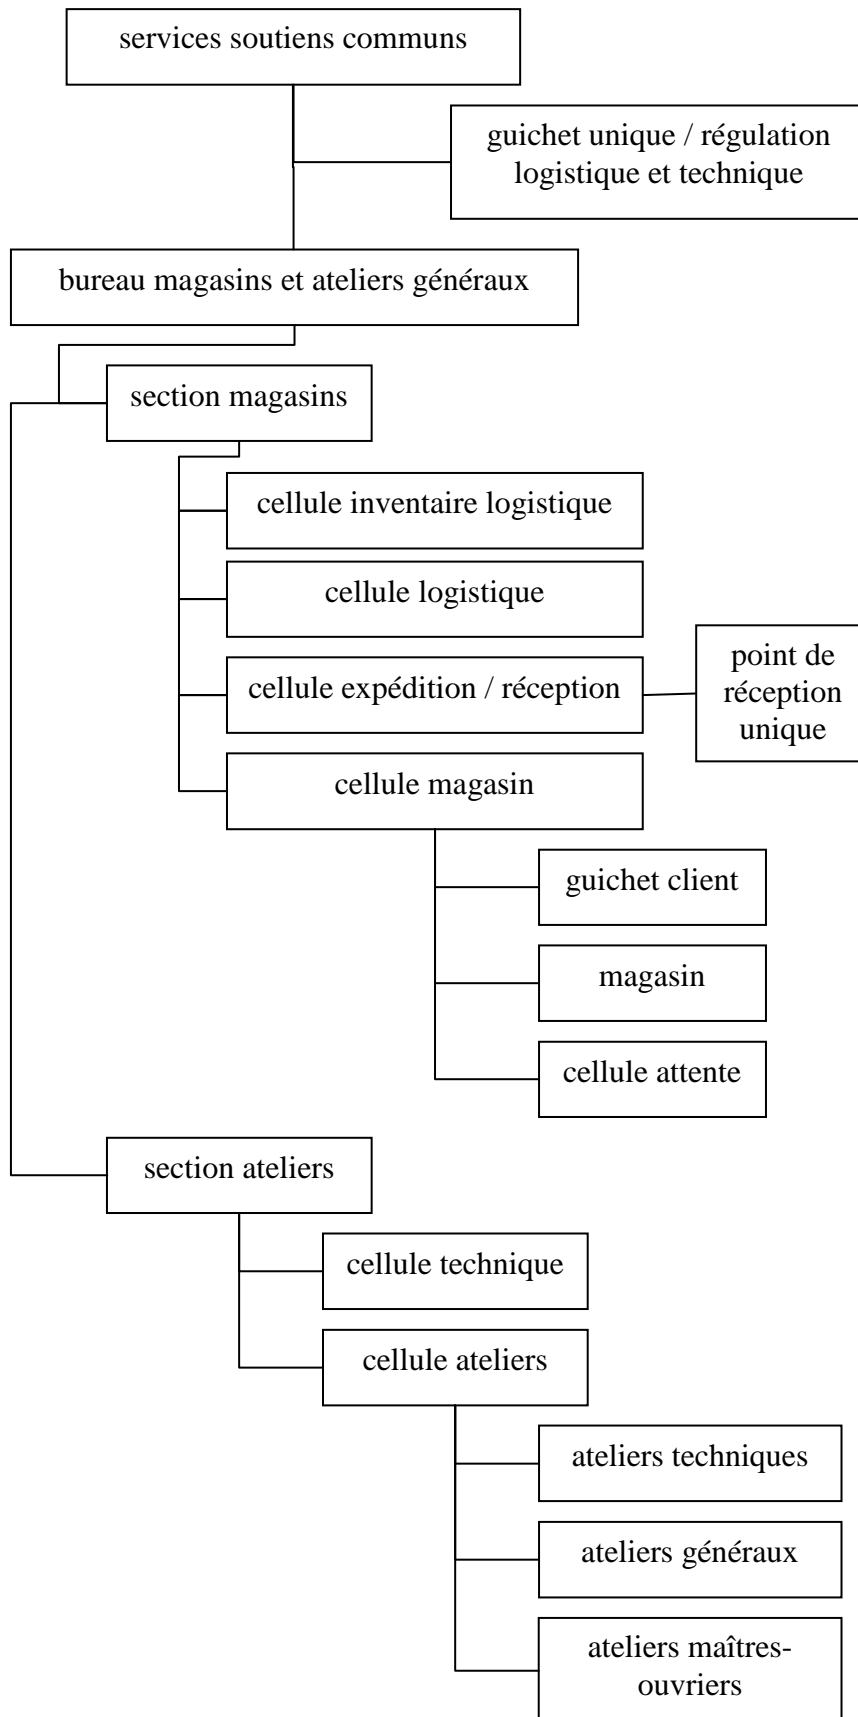 services soutiens communs
guichet unique / régulation
logistique et technique
bureau magasins et ateliers généraux
section magasins
cellule inventaire logistique
cellule logistique
cellule expédition / réception
point de
réception
unique
cellule magasin
guichet client
magasin
cellule attente
section ateliers
cellule technique
cellule ateliers
ateliers techniques
ateliers généraux
ateliers maîtres-
ouvriers